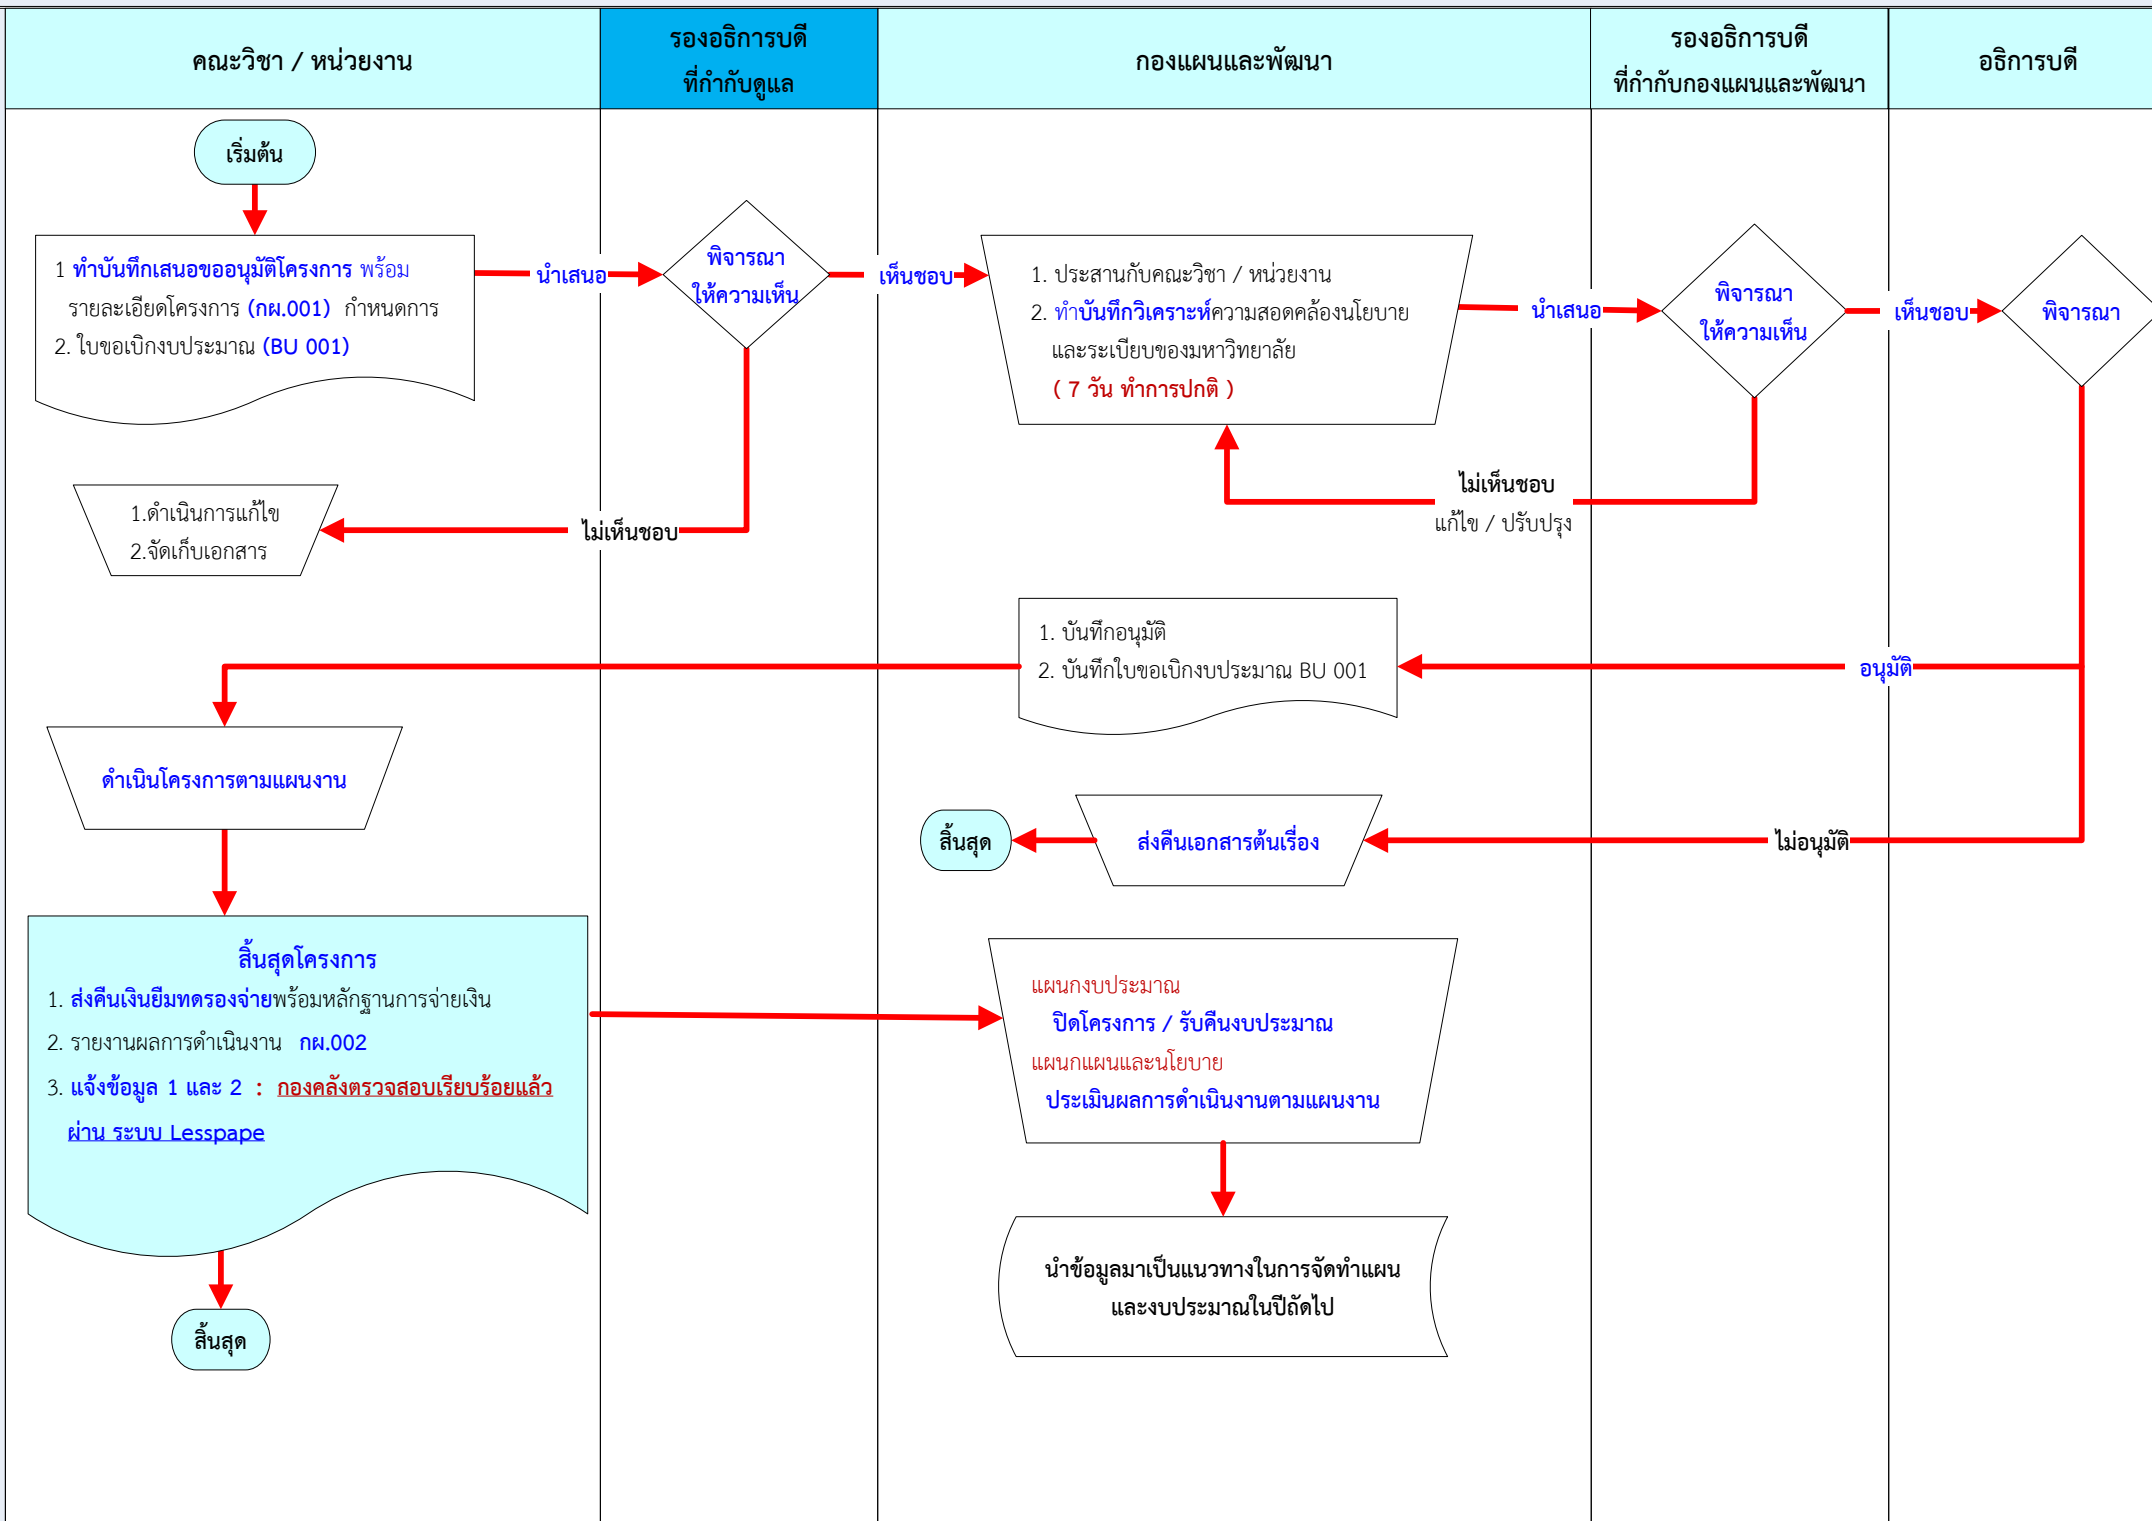 คณะวิชา / หน่วยงาน
รองอธิการบดี
ที่กำกับดูแล
กองแผนและพัฒนา
รองอธิการบดี
ที่กำกับกองแผนและพัฒนา
อธิการบดี
เริ่มต้น
1 ทำบันทึกเสนอขออนุมัติโครงการ พร้อม
รายละเอียดโครงการ (กผ.001) กำหนดการ
2. ใบขอเบิกงบประมาณ (BU 001)
นำเสนอ
พิจารณา
ให้ความเห็น
เห็นชอบ
1. ประสานกับคณะวิชา / หน่วยงาน
2. ทำบันทึกวิเคราะห์ความสอดคล้องนโยบาย
และระเบียบของมหาวิทยาลัย
( 7 วัน ทำการปกติ )
นำเสนอ
พิจารณา
ให้ความเห็น
เห็นชอบ
พิจารณา
ไม่เห็นชอบ
แก้ไข / ปรับปรุง
1.ดำเนินการแก้ไข
2.จัดเก็บเอกสาร
ไม่เห็นชอบ
1. บันทึกอนุมัติ
2. บันทึกใบขอเบิกงบประมาณ BU 001
อนุมัติ
ดำเนินโครงการตามแผนงาน
สิ้นสุด
ส่งคืนเอกสารต้นเรื่อง
ไม่อนุมัติ
สิ้นสุดโครงการ
1. ส่งคืนเงินยืมทดรองจ่ายพร้อมหลักฐานการจ่ายเงิน
2. รายงานผลการดำเนินงาน กผ.002
3. แจ้งข้อมูล 1 และ 2 : กองคลังตรวจสอบเรียบร้อยแล้ว
ผ่าน ระบบ Lesspape
แผนกงบประมาณ
ปิดโครงการ / รับคืนงบประมาณ
แผนกแผนและนโยบาย
ประเมินผลการดำเนินงานตามแผนงาน
นำข้อมูลมาเป็นแนวทางในการจัดทำแผน
และงบประมาณในปีถัดไป
สิ้นสุด